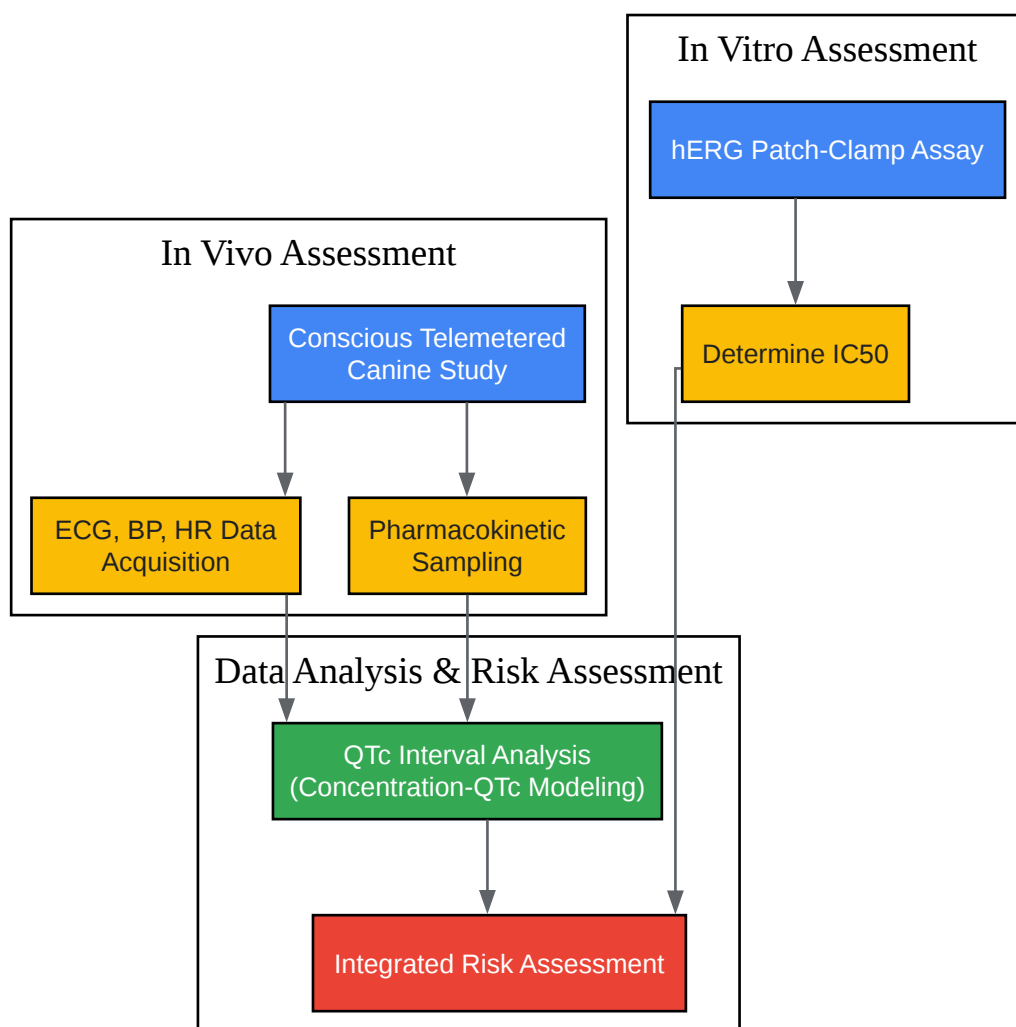 In Vitro Assessment
hERG Patch-Clamp Assay
Determine IC50
In Vivo Assessment
Conscious Telemetered
Canine Study
ECG, BP, HR Data
Acquisition
Pharmacokinetic
Sampling
Data Analysis & Risk Assessment
QTc Interval Analysis
(Concentration-QTc Modeling)
Integrated Risk Assessment